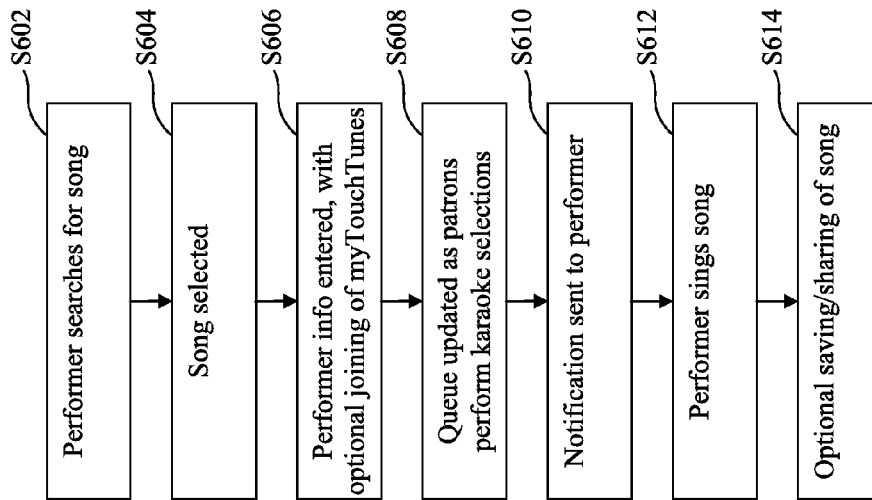 S602
Performer searches for song
S604
Song selected
S606
Performer info entered, with
optional joining of myTouchTunes
S608
Queue updated as patrons
perform karaoke selections
S610
Notification sent to performer
S612
Performer sings song
S614
Optional saving/sharing of song